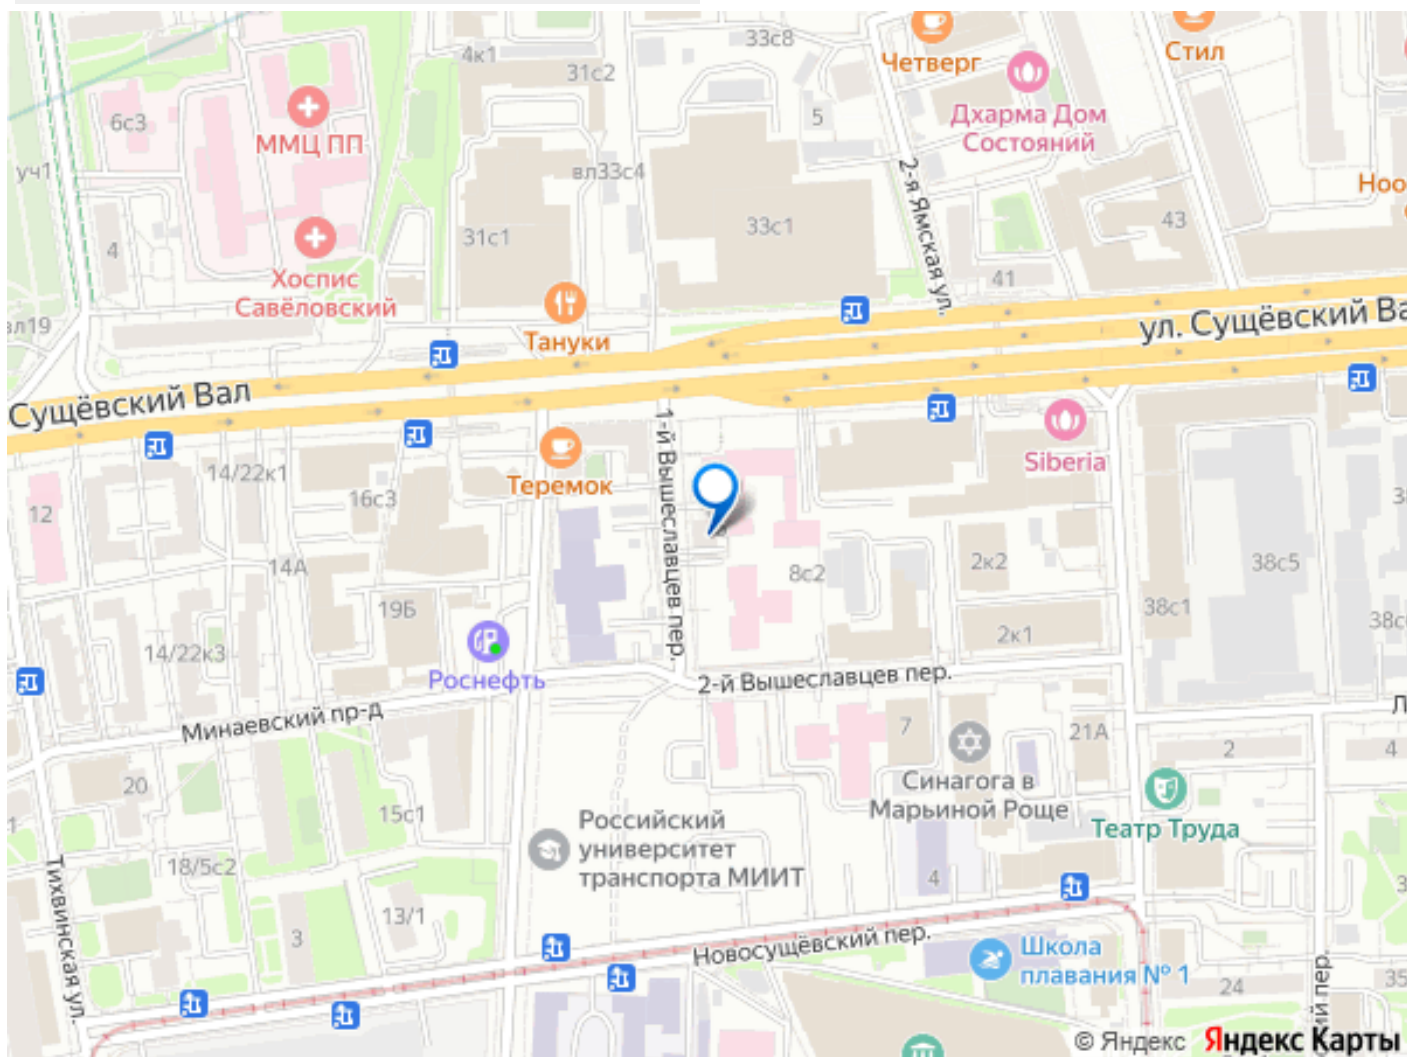 33с8
Четверг
Стил
4к1
31с2
5
Дхарма Дом
Состояний
6с3
ММЦ ПП
уч1
вл33с4
2-я Ямская ул.
33с1
43
31с1
4
Хоспис
Савёловский
41
вл19
Тануки
ул. Сущёвский Ва
Сущёвский Вал
1-й Вышеславцев пер.
Siberia
14/22к1
Теремок
16с3
12
14А
8с2
2к2
38с5
19Б
38с1
2к1
14/22к3
Роснефть
2-й Вышеславцев пер.
Минаевский пр-д
7
21А
2
4
20
Синагога в
Марьиной Роще
15с1
Театр Труда
Российский
университет
транспорта МИИТ
18/5с2
Тихвинская ул.
4
13/1
3
Новосущёвский пер.
Школа
плавания № 1
24
35
ий пер.
© Яндекс Яндекс Карты